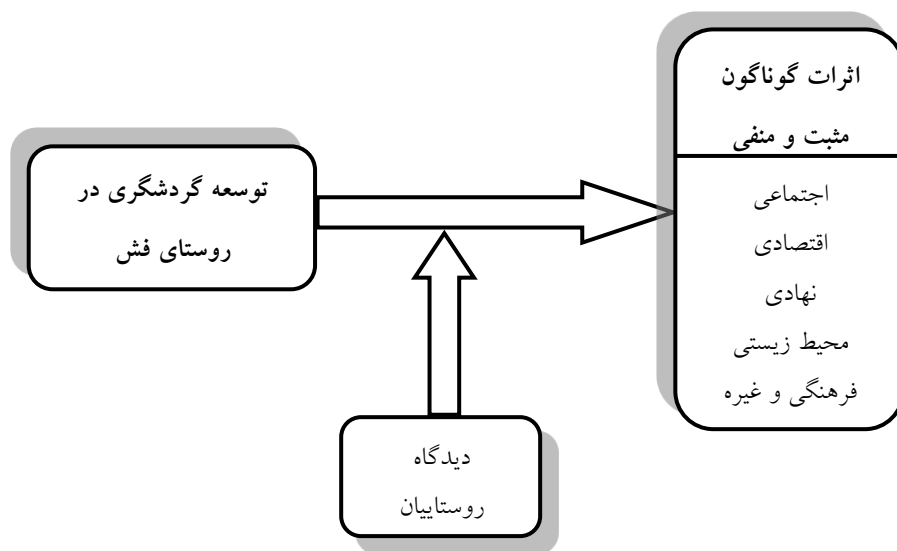 اثرات گوناگون
مثبت و منفی
اجتماعی
اقتصادی
نهادی
محیط زیستی
فرهنگی و غیره
توسعه گردشگری در
روستای فش
دیدگاه
روستاییان